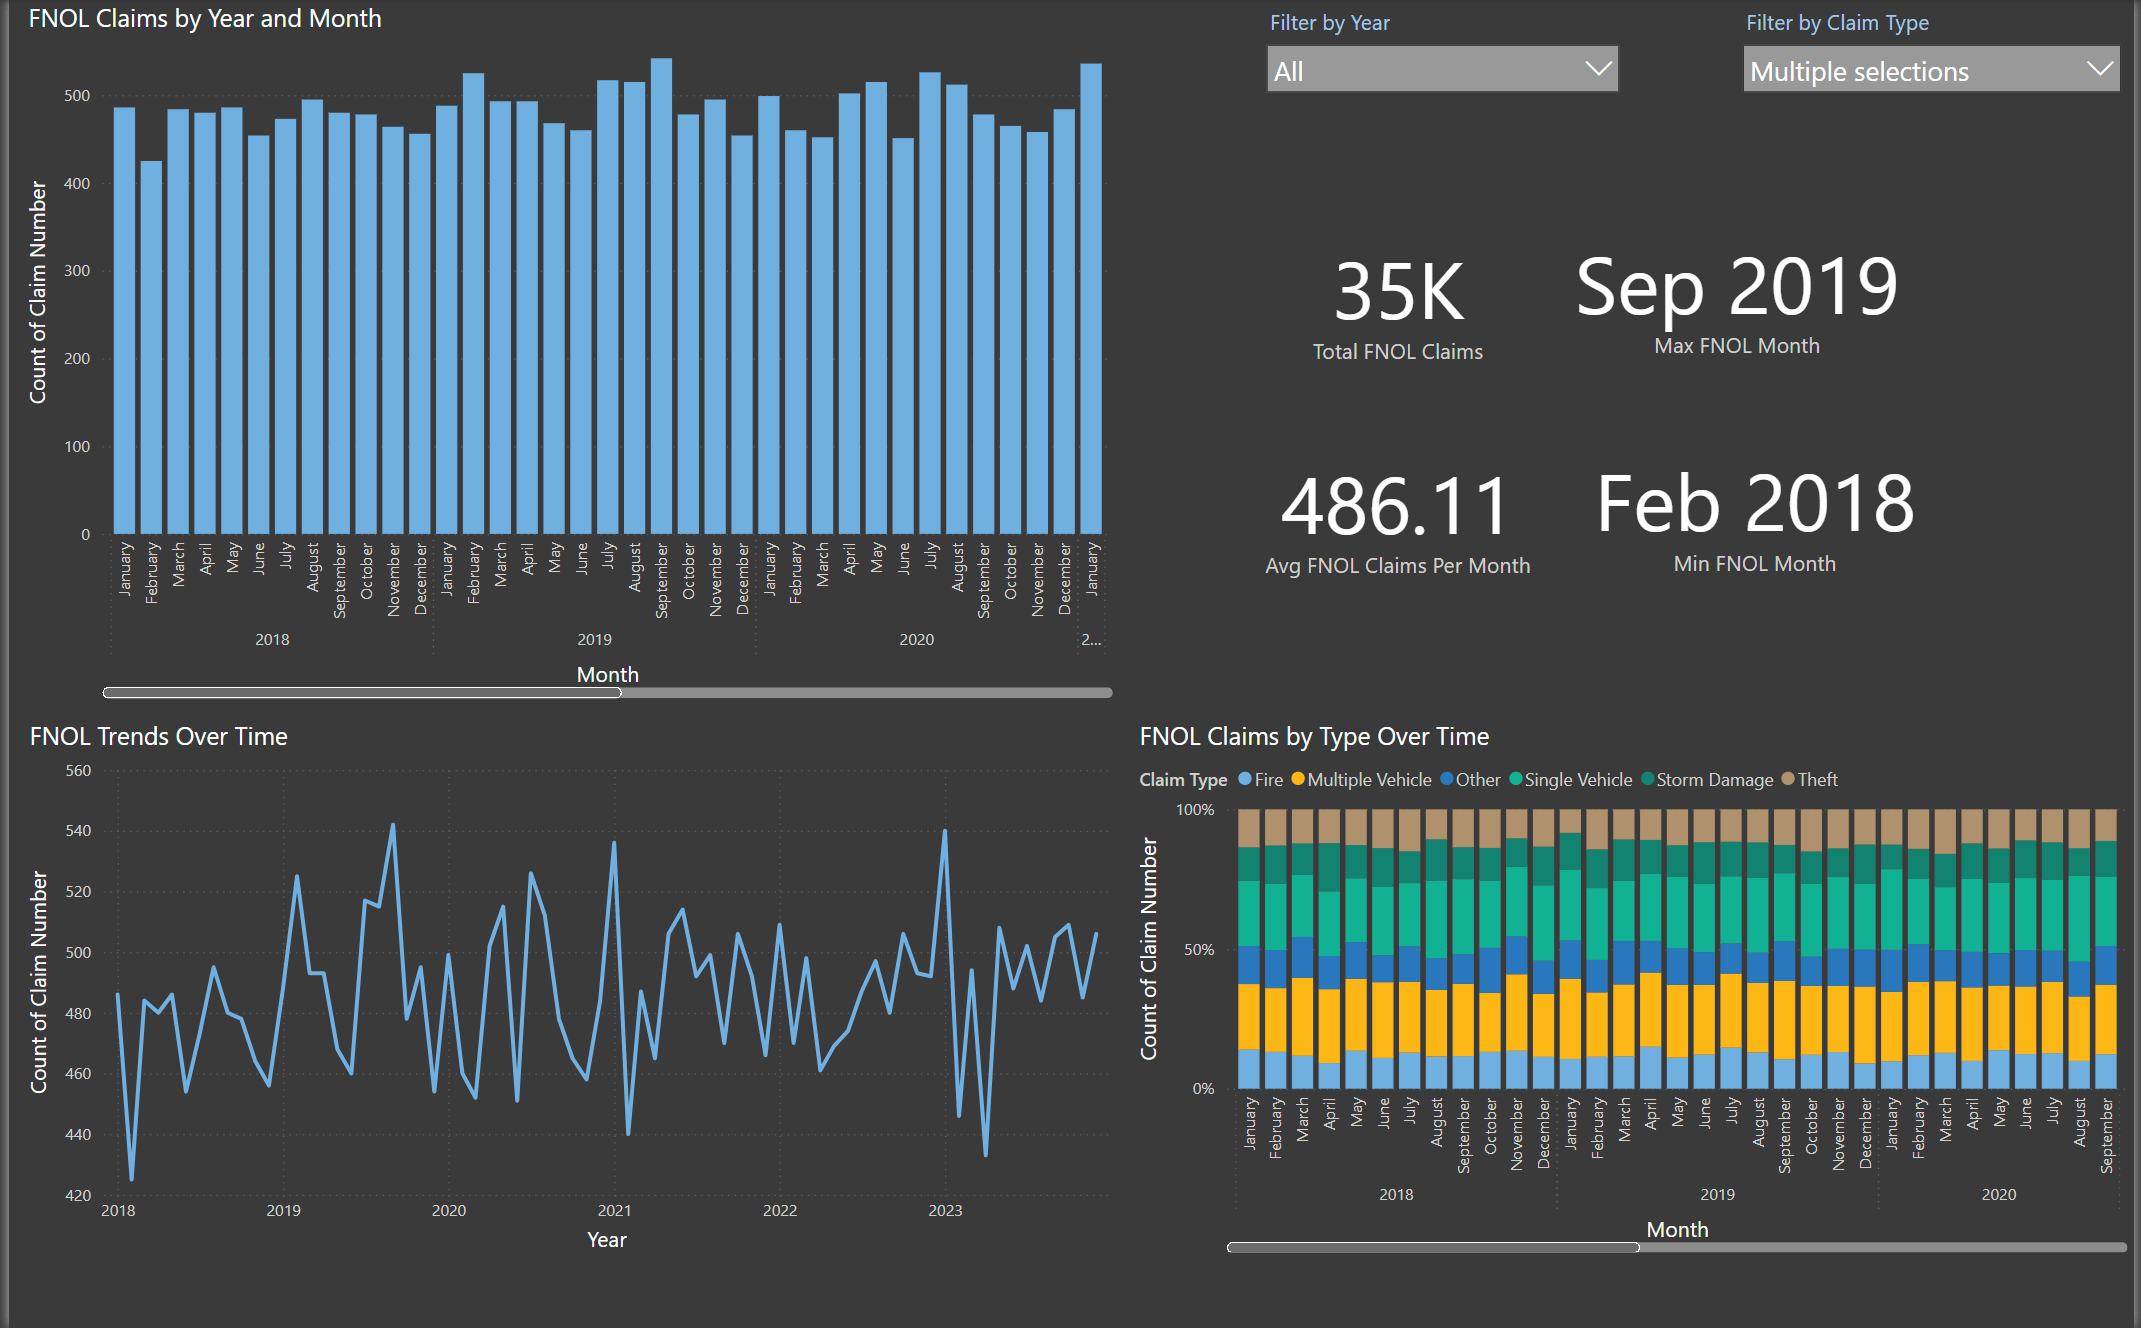 FNOL Claims by Year and Month
Filter by Year
Filter by Claim Type
All
Multiple selections
Count of Claim Number
500
400
300
200
100
0
January February March April May June July August September October November December January February March April May June July August September October November December January February March April May June July August September October November December January
2018 2019 2020 2...
Month
35K
Total FNOL Claims
Sep 2019
Max FNOL Month
486.11
Avg FNOL Claims Per Month
Feb 2018
Min FNOL Month
FNOL Trends Over Time
Count of Claim Number
560
540
520
500
480
460
440
420
2018 2019 2020 2021 2022 2023
Year
FNOL Claims by Type Over Time
Claim Type Fire Multiple Vehicle Other Single Vehicle Storm Damage Theft
Count of Claim Number
100%
50%
0%
January February March April May June July August September October November December January February March April May June July August September October November December January February March April May June July August September
2018 2019 2020
Month